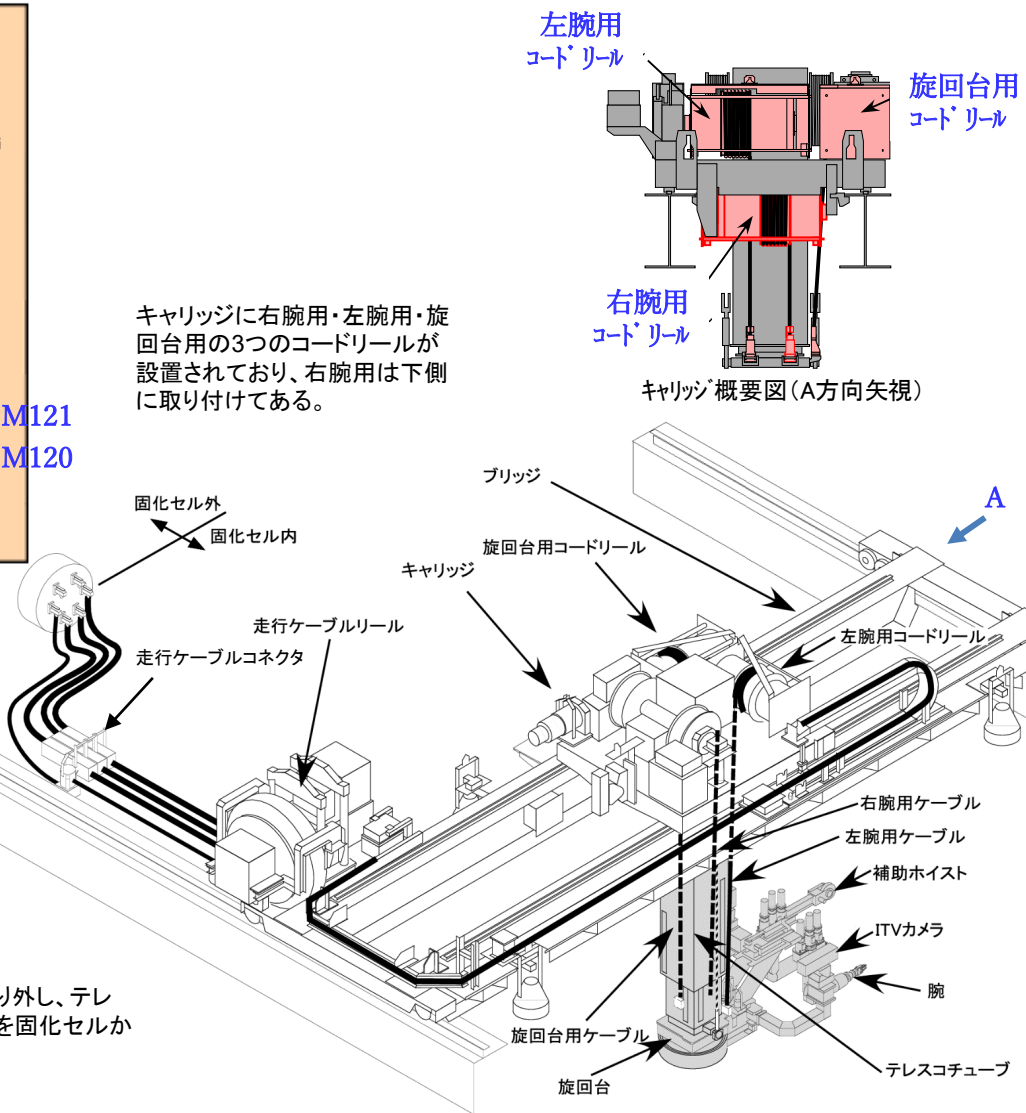 左腕用
コードリール
旋回台用
コードリール
右腕用
コードリール
キャリッジ概要図(A方向矢視)
キャリッジに右腕用・左腕用・旋
回台用の3つのコードリールが
設置されており、右腕用は下側
に取り付けてある。
M121
M120
A
ブリッジ
固化セル外
固化セル内
旋回台用コードリール
キャリッジ
走行ケーブルリール
左腕用コードリール
走行ケーブルコネクタ
右腕用ケーブル
左腕用ケーブル
補助ホイスト
ITVカメラ
腕
り外し、テレ
を固化セルか
旋回台用ケーブル
テレスコチューブ
旋回台